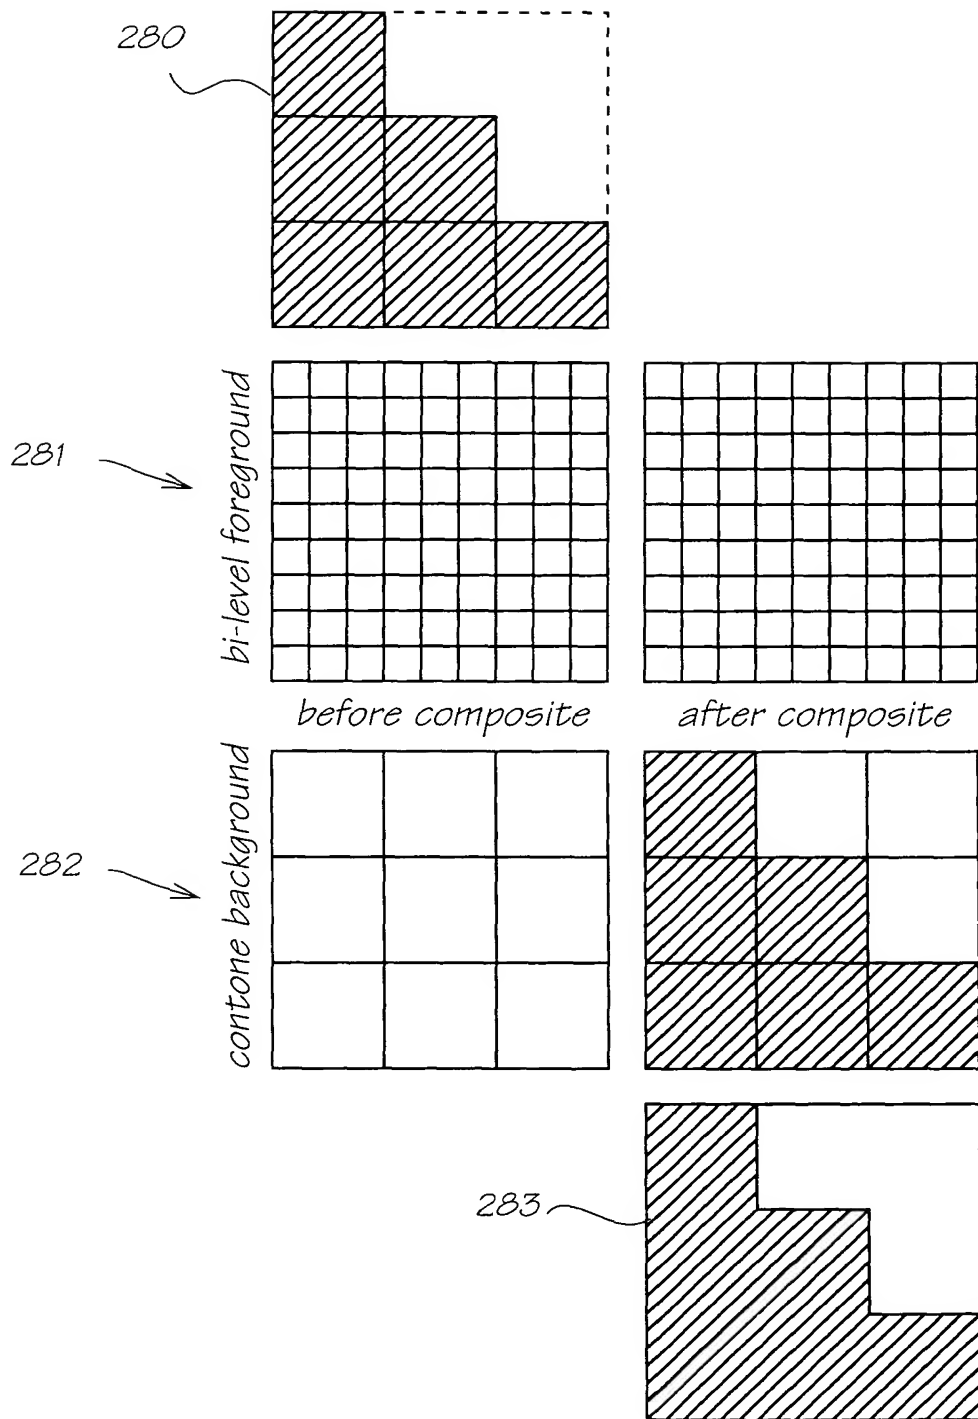 280
281
bi-level foreground
before composite
after composite
282
contone background
283